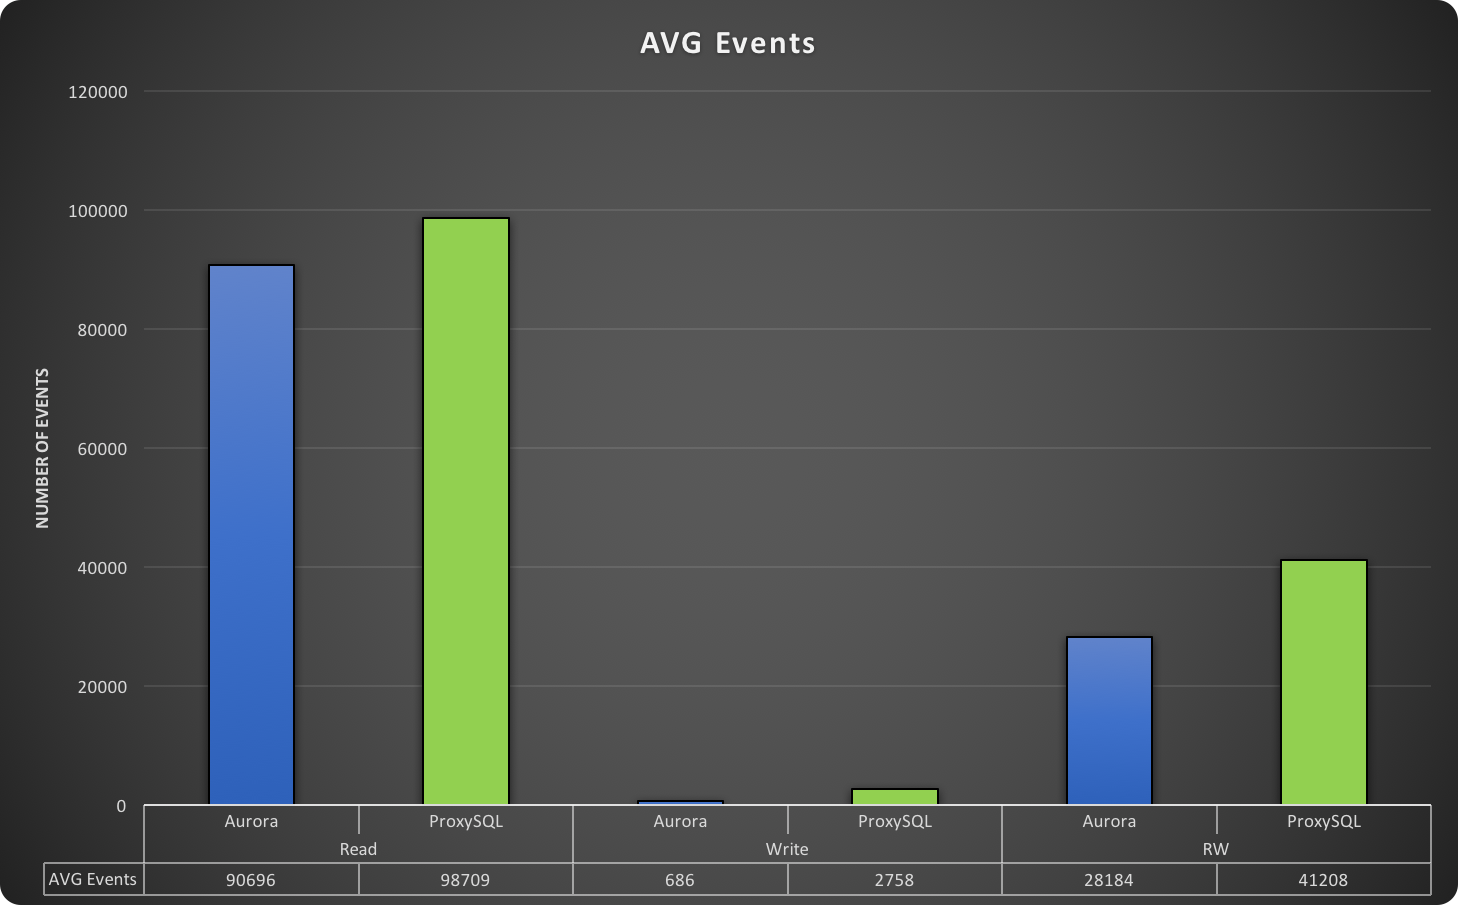 AVG Events
120000
100000
80000
60000
40000
20000
0
NUMBER OF EVENTS
Aurora ProxySQL Aurora ProxySQL Aurora ProxySQL
Read Write RW
AVG Events 90696 98709 686 2758 28184 41208